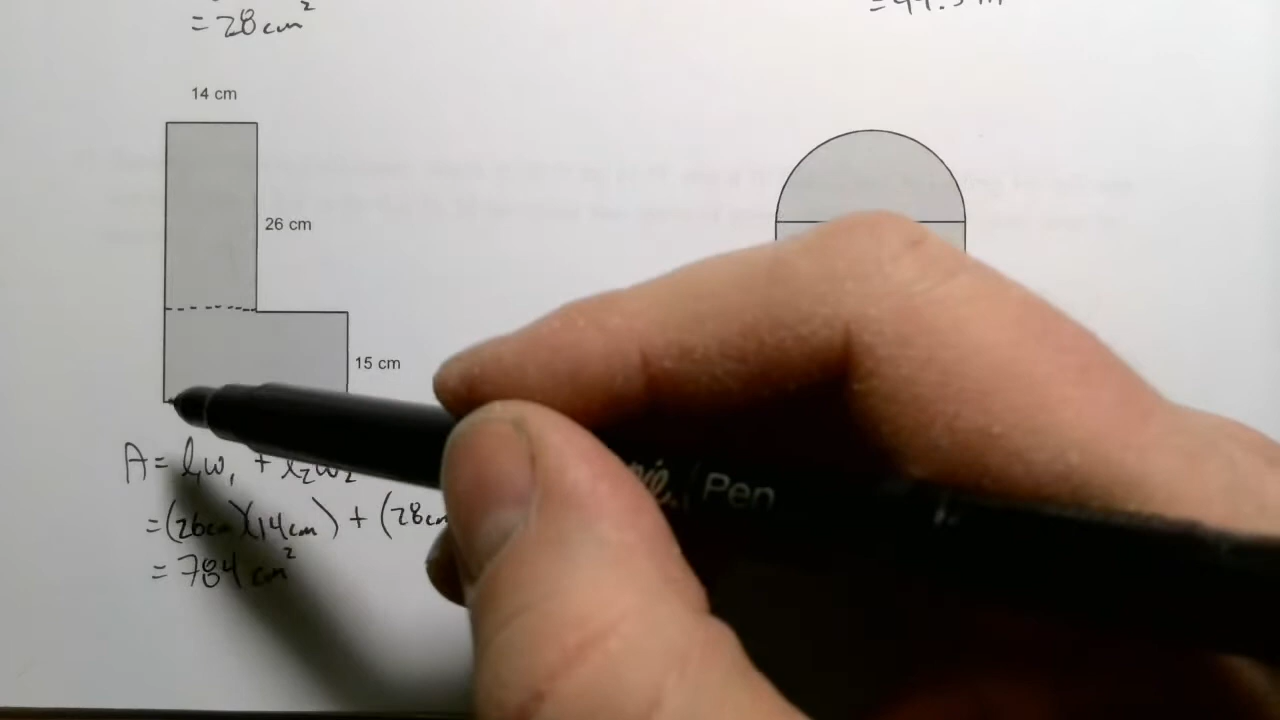 = 28 cm²
14 cm
26 cm
15 cm
A = l₁w₁ + l₂w₂
= (26cm)(14cm) + (28cm
= 784 cm²
Pen